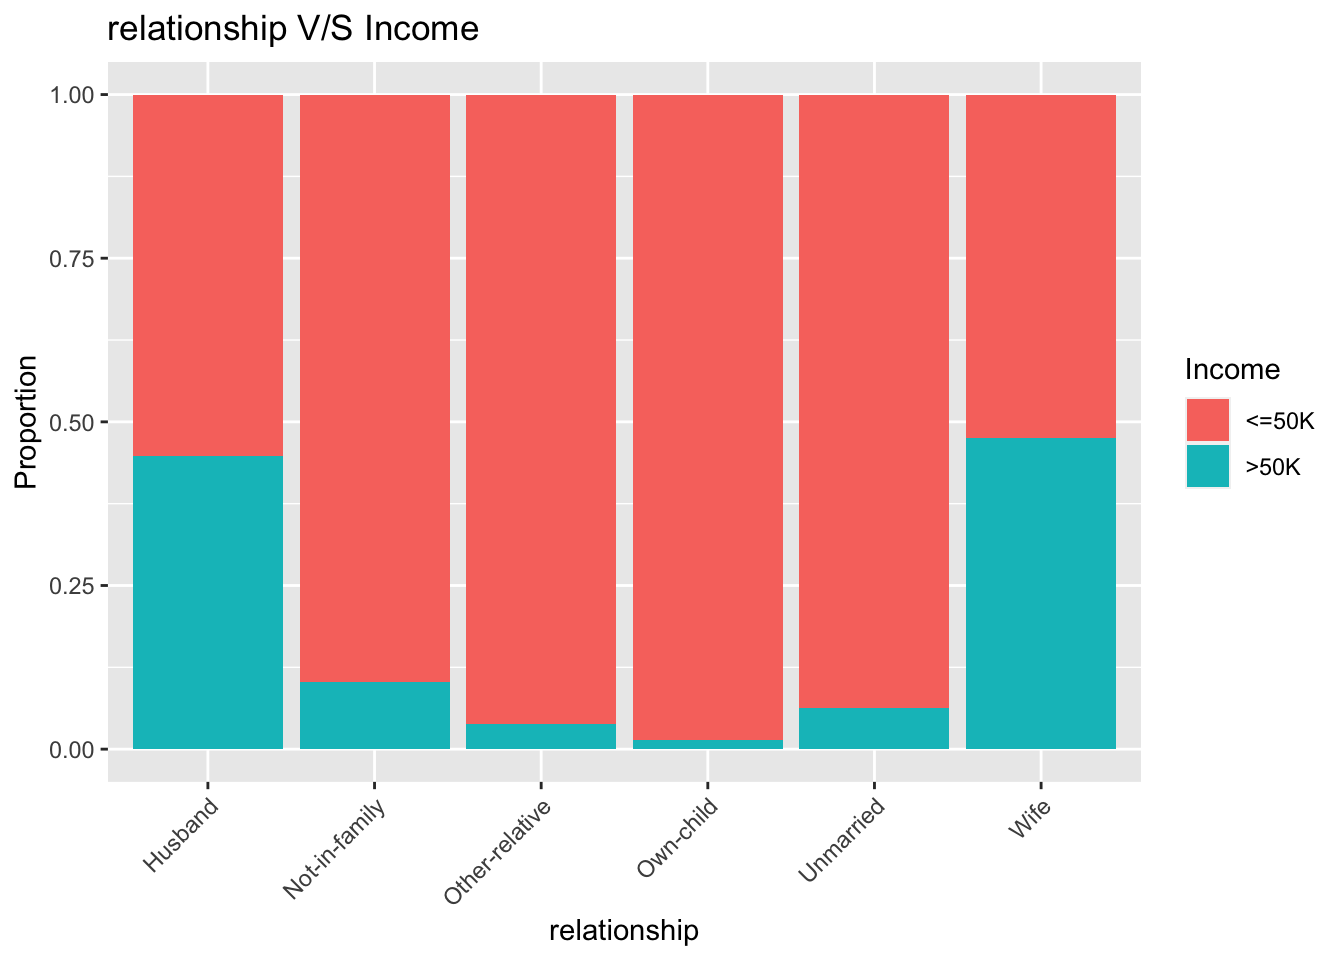 relationship V/S Income
1.00
0.75
0.50
0.25
0.00
Proportion
Husband
Not-in-family
Other-relative
Own-child
Unmarried
Wife
relationship
Income
<=50K
>50K